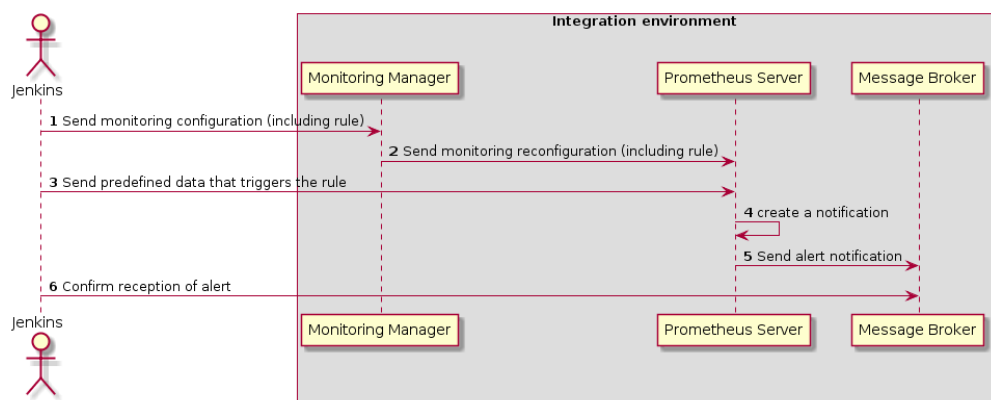 Integration environment
Jenkins
Monitoring Manager
Prometheus Server
Message Broker
1 Send monitoring configuration (including rule)
2 Send monitoring reconfiguration (including rule)
3 Send predefined data that triggers the rule
4 create a notification
5 Send alert notification
6 Confirm reception of alert
Jenkins
Monitoring Manager
Prometheus Server
Message Broker